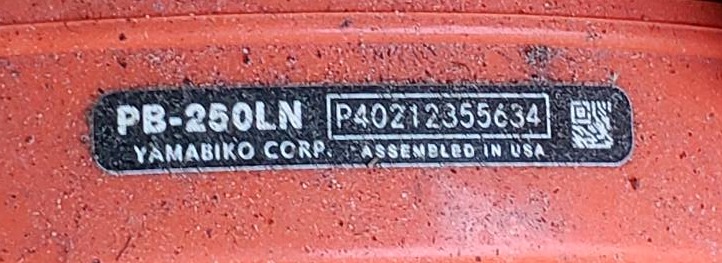 PB-250LN P40212355634
YAMABIKO CORP. ASSEMBLED IN USA